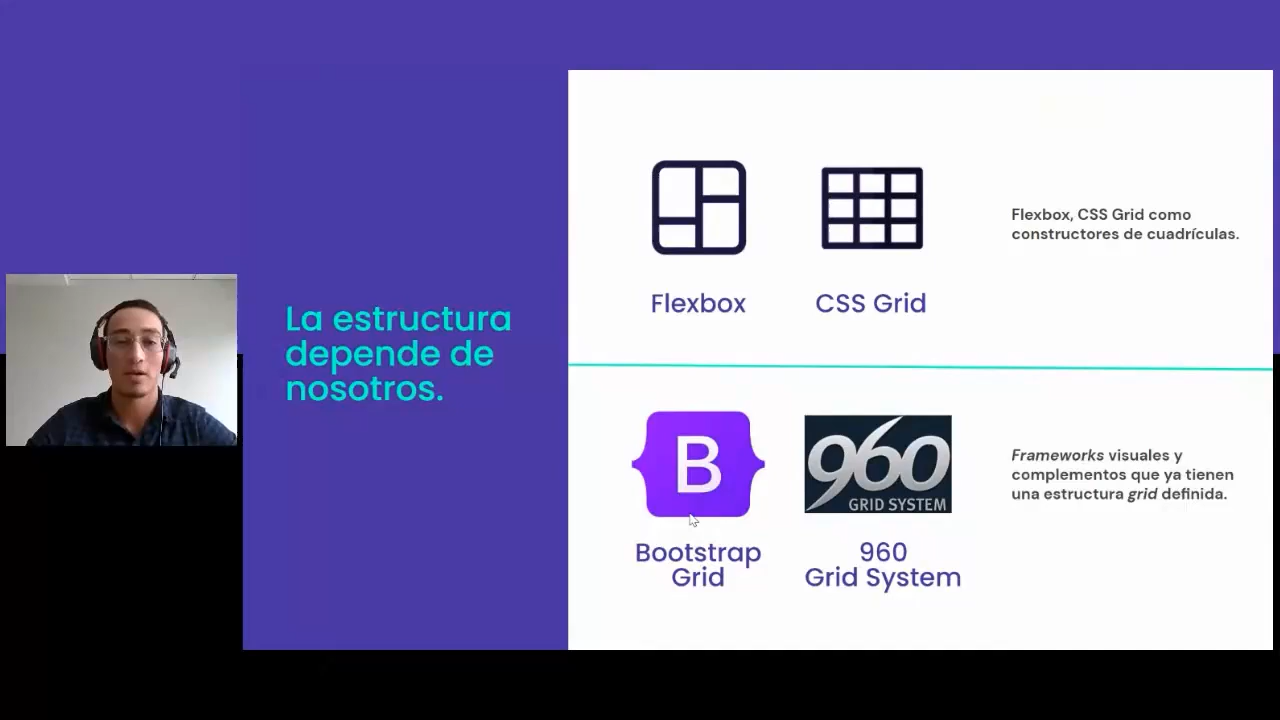 La estructura
depende de
nosotros.
Flexbox
CSS Grid
Flexbox, CSS Grid como
constructores de cuadrículas.
B
Bootstrap
Grid
960
GRID SYSTEM
960
Grid System
Frameworks visuales y
complementos que ya tienen
una estructura grid definida.